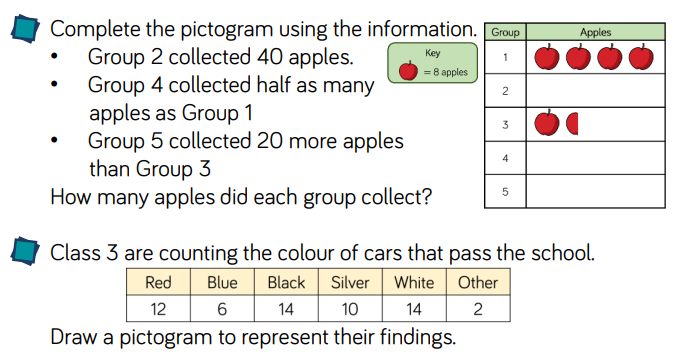 Complete the pictogram using the information.
• Group 2 collected 40 apples.
• Group 4 collected half as many
apples as Group 1
• Group 5 collected 20 more apples
than Group 3
How many apples did each group collect?
Key
= 8 apples
Group Apples
1
2
3
4
5
Class 3 are counting the colour of cars that pass the school.
Red Blue Black Silver White Other
12 6 14 10 14 2
Draw a pictogram to represent their findings.